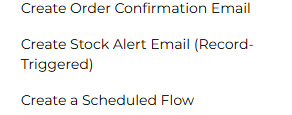 Create Order Confirmation Email
Create Stock Alert Email (Record-
Triggered)
Create a Scheduled Flow